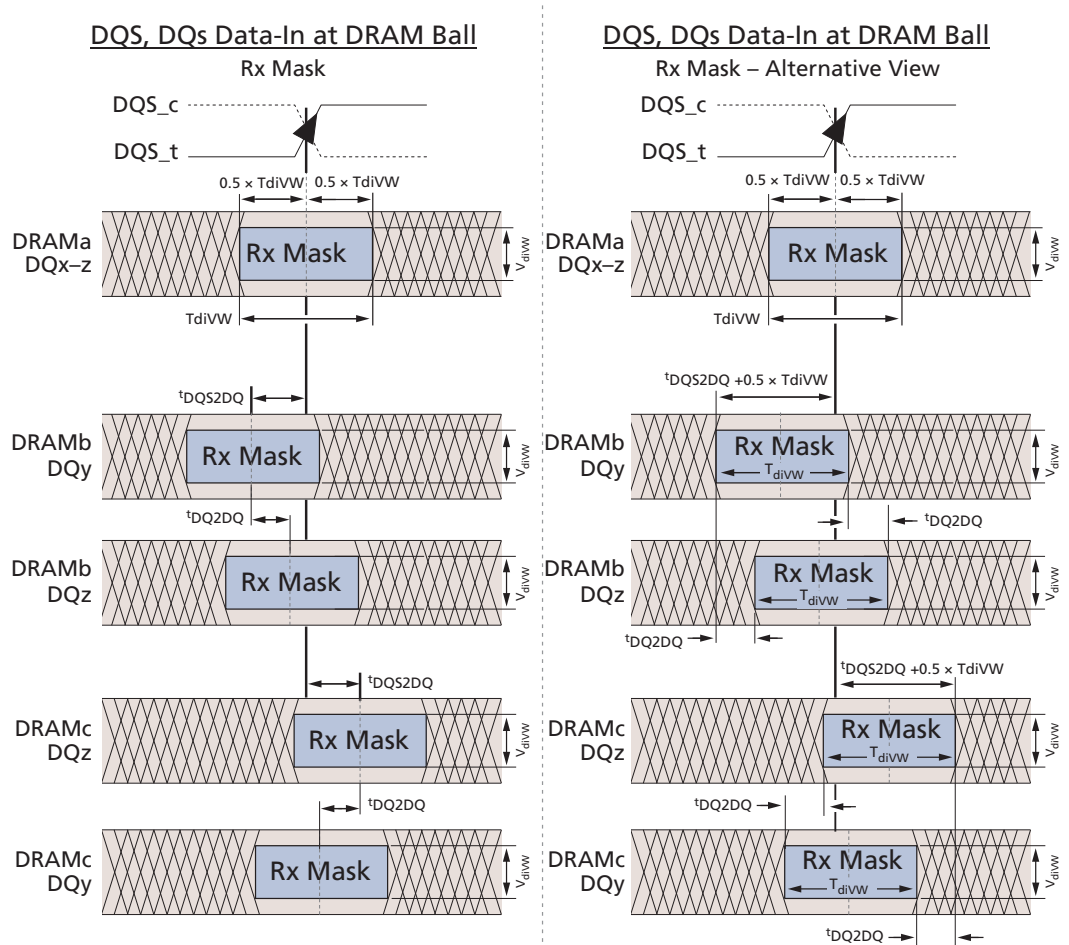 DQS, DQs Data-In at DRAM Ball
Rx Mask
DQS_c
DQS_t
0.5 × TdiVW
0.5 × TdiVW
DRAMa
DQx–z
Rx Mask
VdiVW
TdiVW
tDQS2DQ
DRAMb
DQy
Rx Mask
VdiVW
tDQ2DQ
DRAMb
DQz
Rx Mask
VdiVW
tDQS2DQ
DRAMc
DQz
Rx Mask
VdiVW
tDQ2DQ
DRAMc
DQy
Rx Mask
VdiVW
DQS, DQs Data-In at DRAM Ball
Rx Mask – Alternative View
DQS_c
DQS_t
0.5 × TdiVW
0.5 × TdiVW
DRAMa
DQx–z
Rx Mask
VdiVW
TdiVW
tDQS2DQ +0.5 × TdiVW
DRAMb
DQy
Rx Mask
TdiVW
VdiVW
tDQ2DQ
DRAMb
DQz
Rx Mask
TdiVW
VdiVW
tDQ2DQ
tDQS2DQ +0.5 × TdiVW
DRAMc
DQz
Rx Mask
TdiVW
VdiVW
tDQ2DQ
DRAMc
DQy
Rx Mask
TdiVW
VdiVW
tDQ2DQ